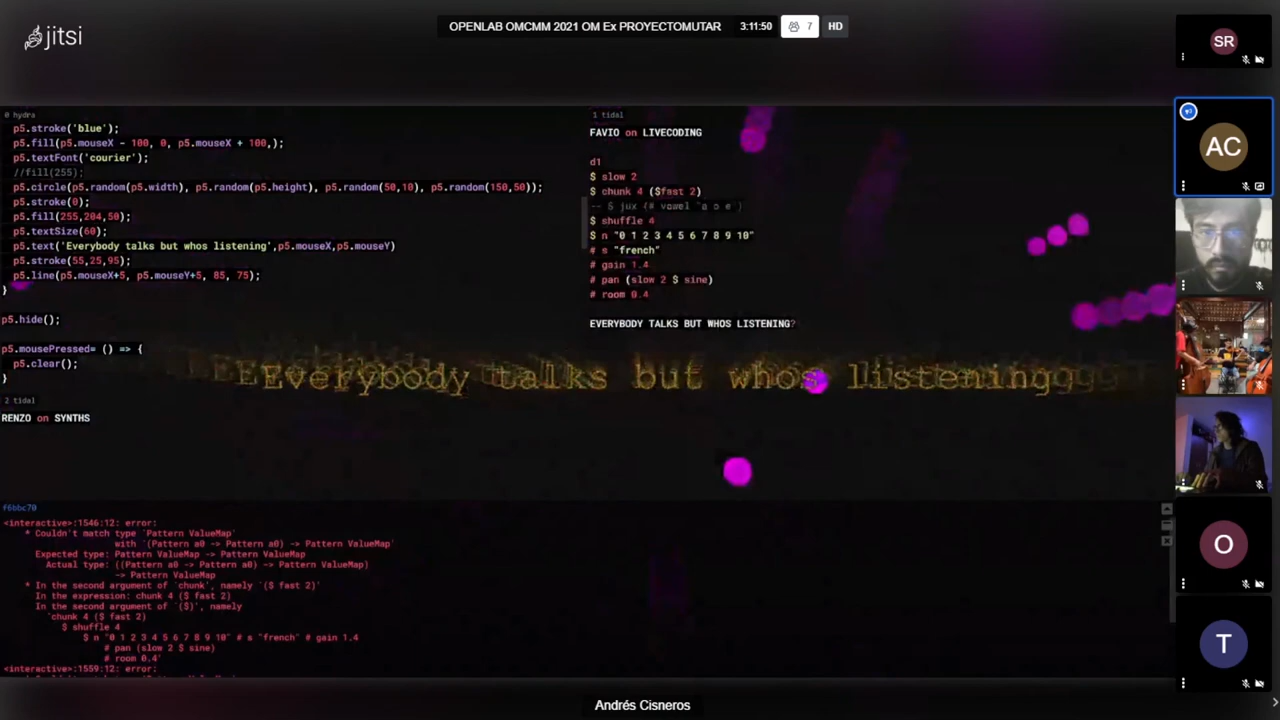 jitsi
OPENLAB OMCMM 2021 OM Ex PROYECTOMUTAR 3:11:50 7 HD
SR
AC
O
T
0 hydra
p5.stroke('blue');
p5.fill(p5.mouseX - 100, 0, p5.mouseX + 100,);
p5.textFont('courier');
//fill(255);
p5.circle(p5.random(p5.width), p5.random(p5.height), p5.random(50,10), p5.random(150,50));
p5.stroke(0);
p5.fill(255,204,50);
p5.textSize(60);
p5.text('Everybody talks but whos listening',p5.mouseX,p5.mouseY)
p5.stroke(55,25,95);
p5.line(p5.mouseX+5, p5.mouseY+5, 85, 75);
}
p5.hide();
p5.mousePressed= () => {
p5.clear();
}
2 tidal
RENZO on SYNTHS
1 tidal
FAVIO on LIVECODING
d1
$ slow 2
$ chunk 4 ($fast 2)
-- $ jux (# vowel "a o e")
$ shuffle 4
$ n "0 1 2 3 4 5 6 7 8 9 10"
# s "french"
# gain 1.4
# pan (slow 2 $ sine)
# room 0.4
EVERYBODY TALKS BUT WHOS LISTENING?
Everybody talks but whos listening
f6bbc70
<interactive>:1546:12: error:
* Couldn't match type `Pattern ValueMap'
with `(Pattern a0 -> Pattern a0) -> Pattern ValueMap'
Expected type: Pattern ValueMap -> Pattern ValueMap
Actual type: ((Pattern a0 -> Pattern a0) -> Pattern ValueMap)
-> Pattern ValueMap
* In the second argument of `chunk', namely `($ fast 2)'
In the expression: chunk 4 ($ fast 2)
In the second argument of `($)', namely
`chunk 4 ($ fast 2)
$ shuffle 4
$ n "0 1 2 3 4 5 6 7 8 9 10" # s "french" # gain 1.4
# pan (slow 2 $ sine)
# room 0.4'
<interactive>:1559:12: error:
Andrés Cisneros